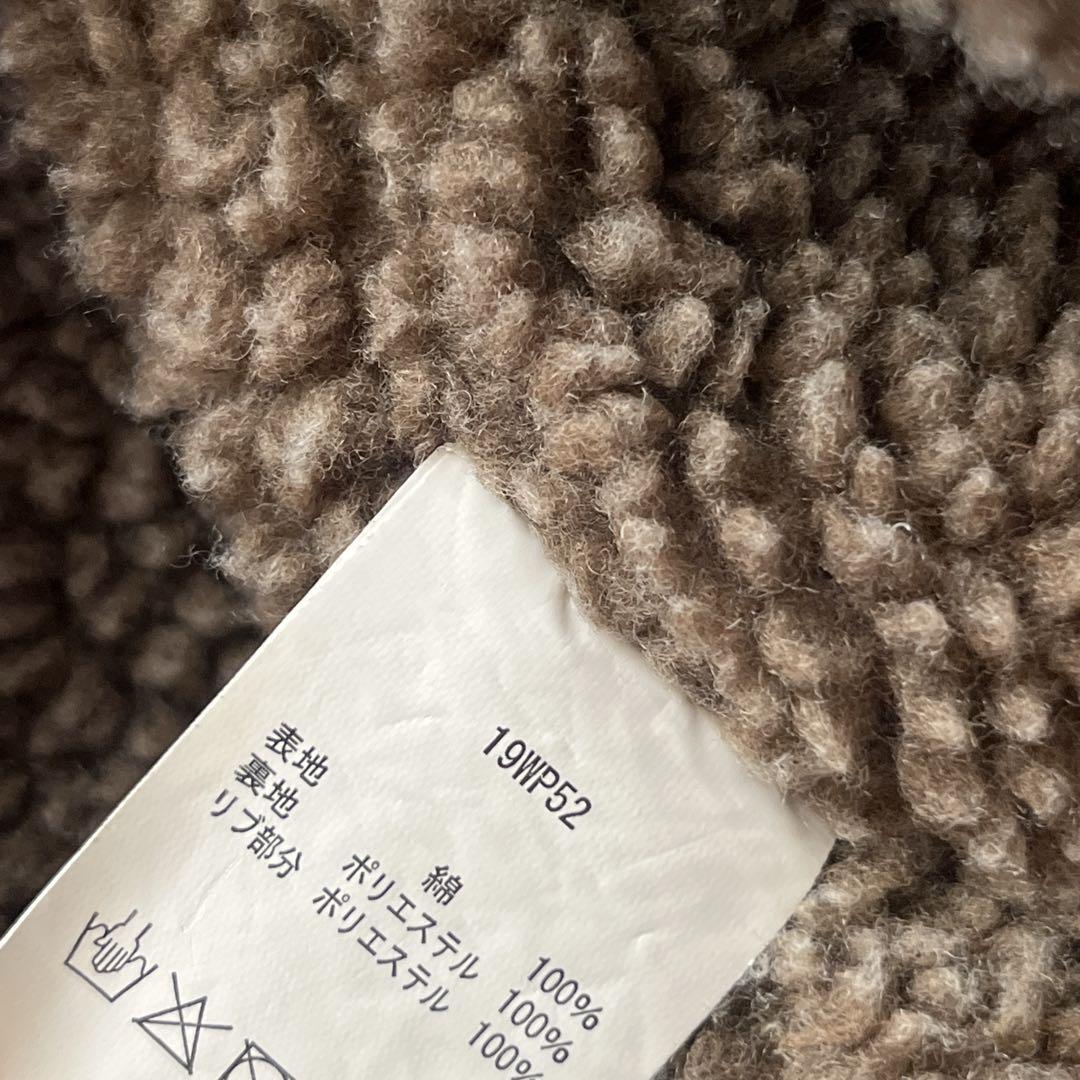 19WP52
表地 綿 100%
裏地 ポリエステル 100%
リブ部分 ポリエステル 100%